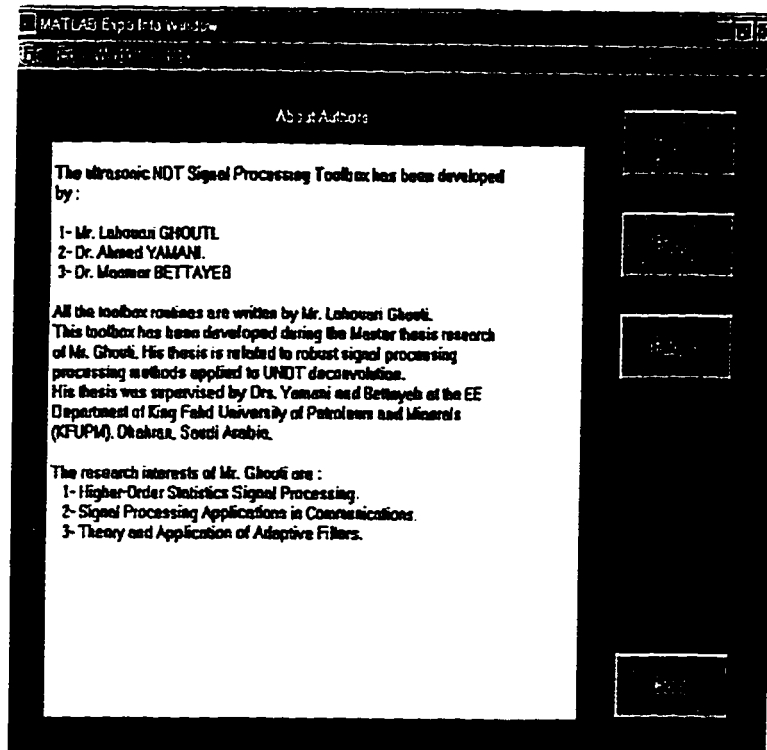 MATLAB Expo Info Window
About Authors
The ultrasonic NDT Signal Processing Toolbox has been developed
by :
1- Mr. Lahouari GHOUTI.
2- Dr. Ahmed YAMANI.
3- Dr. Maamar BETTAYEB
All the toolbox routines are written by Mr. Lahouari Ghouti.
This toolbox has been developed during the Master thesis research
of Mr. Ghouti. His thesis is related to robust signal processing
processing methods applied to UNDT deconvolution.
His thesis was supervised by Drs. Yamani and Bettayeb at the EE
Department of King Fahd University of Petroleum and Minerals
(KFUPM), Dhahran, Saudi Arabia.
The research interests of Mr. Ghouti are :
1- Higher-Order Statistics Signal Processing.
2- Signal Processing Applications in Communications.
3- Theory and Application of Adaptive Filters.